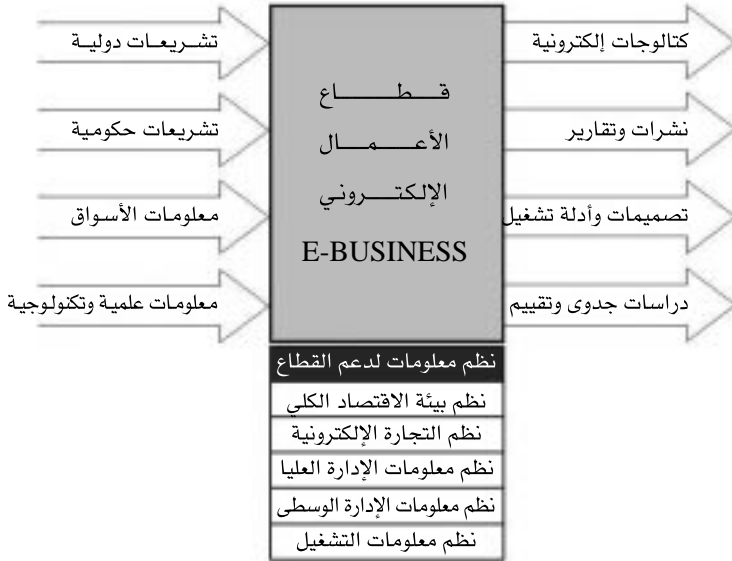 تشريعات دولية
تشريعات حكومية
معلومات الأسواق
معلومات علمية وتكنولوجية
قطاع
الأعمال
الإلكتروني
E-BUSINESS
كتالوجات إلكترونية
نشرات وتقارير
تصميمات وأدلة تشغيل
دراسات جدوى وتقييم
نظم معلومات لدعم القطاع
نظم بيئة الاقتصاد الكلي
نظم التجارة الإلكترونية
نظم معلومات الإدارة العليا
نظم معلومات الإدارة الوسطى
نظم معلومات التشغيل